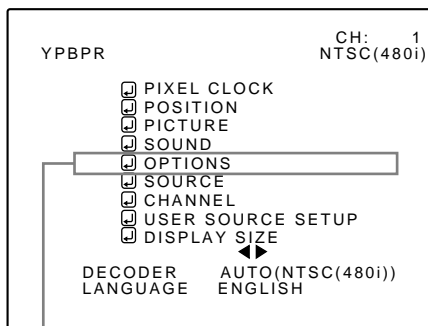 CH: 1
YPBPR NTSC(480i)
PIXEL CLOCK
POSITION
PICTURE
SOUND
OPTIONS
SOURCE
CHANNEL
USER SOURCE SETUP
DISPLAY SIZE
DECODER AUTO(NTSC(480i))
LANGUAGE ENGLISH